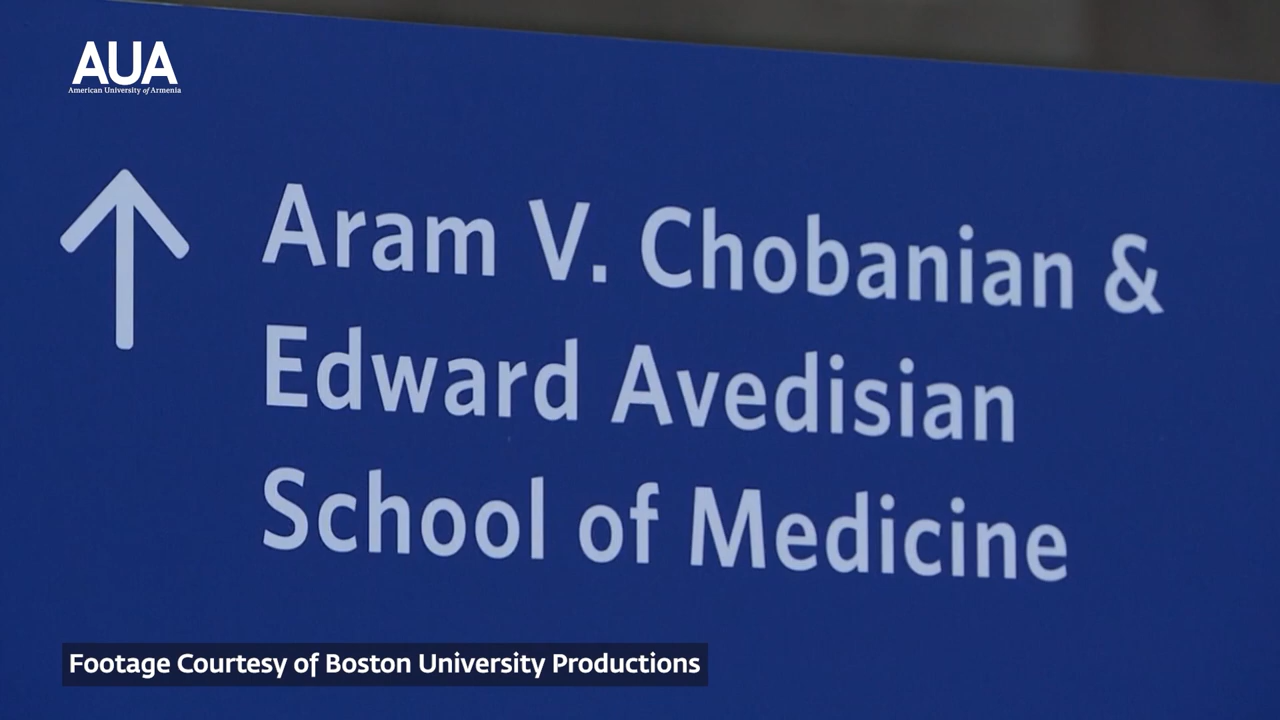 AUA
American University of Armenia
Aram V. Chobanian &
Edward Avedisian
School of Medicine
Footage Courtesy of Boston University Productions